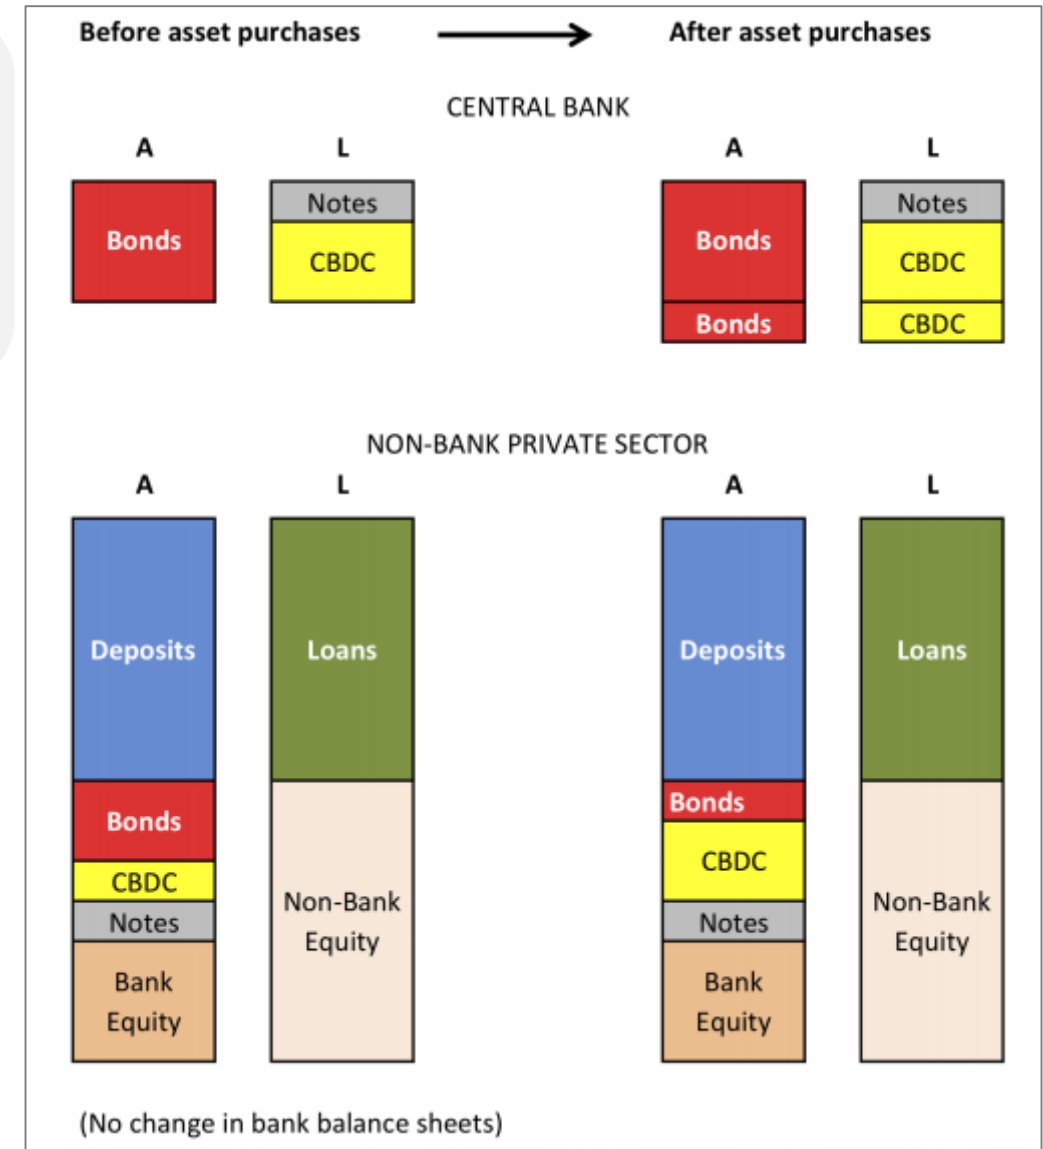 Before asset purchases
After asset purchases
CENTRAL BANK
A
L
A
L
Bonds
Notes
CBDC
Bonds
Bonds
Notes
CBDC
CBDC
NON-BANK PRIVATE SECTOR
A
L
A
L
Deposits
Bonds
CBDC
Notes
Bank
Equity
Loans
Non-Bank
Equity
Deposits
Bonds
CBDC
Notes
Bank
Equity
Loans
Non-Bank
Equity
(No change in bank balance sheets)